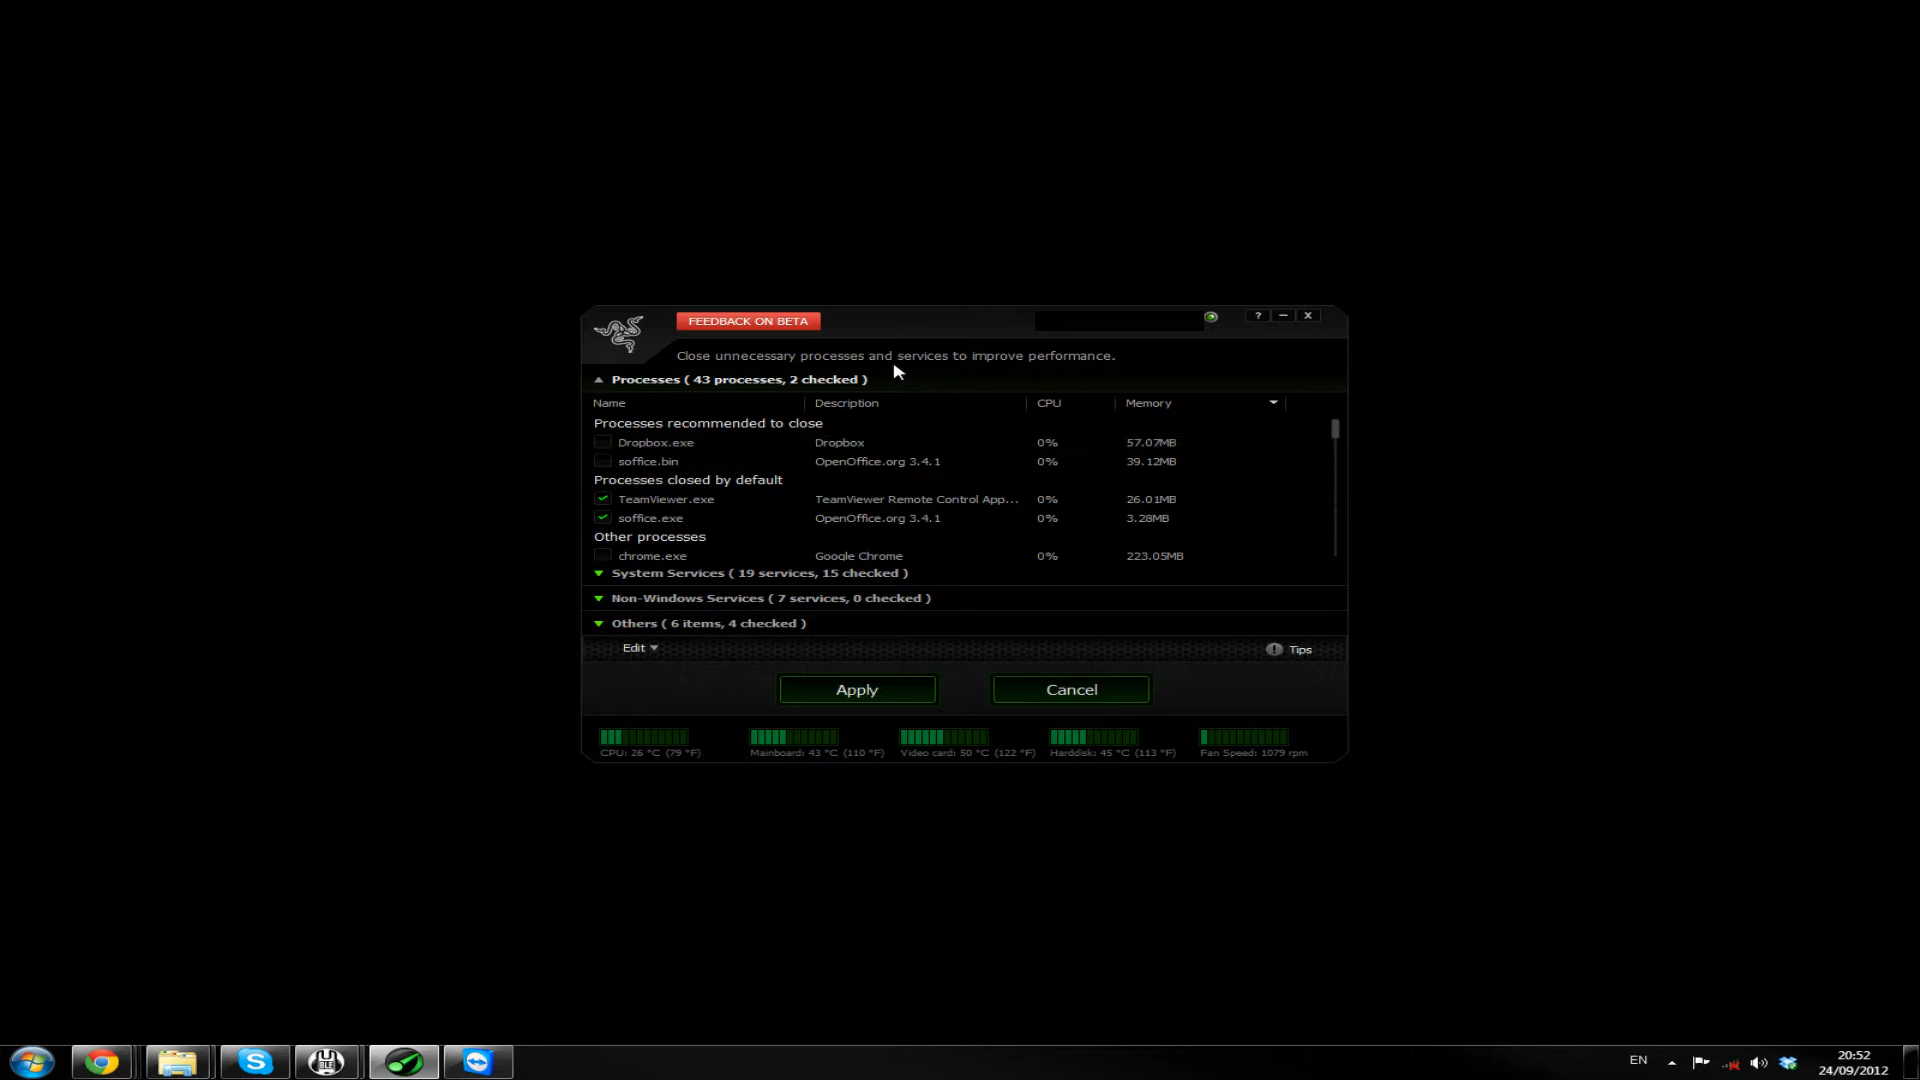 FEEDBACK ON BETA
? – X
Close unnecessary processes and services to improve performance.
Processes ( 43 processes, 2 checked )
Name Description CPU Memory
Processes recommended to close
Dropbox.exe Dropbox 0% 57.07MB
soffice.bin OpenOffice.org 3.4.1 0% 39.12MB
Processes closed by default
TeamViewer.exe TeamViewer Remote Control App... 0% 26.01MB
soffice.exe OpenOffice.org 3.4.1 0% 3.28MB
Other processes
chrome.exe Google Chrome 0% 223.05MB
System Services ( 19 services, 15 checked )
Non-Windows Services ( 7 services, 0 checked )
Others ( 6 items, 4 checked )
Edit Tips
Apply Cancel
CPU: 26 °C (79 °F) Mainboard: 43 °C (110 °F) Video card: 50 °C (122 °F) Harddisk: 45 °C (113 °F) Fan Speed: 1079 rpm
EN 20:52
24/09/2012